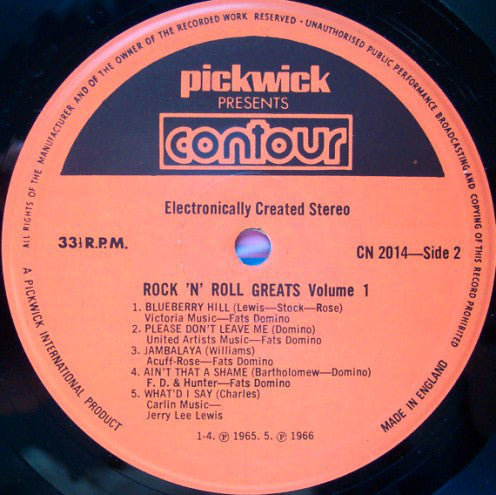 ALL RIGHTS OF THE MANUFACTURER AND OF THE OWNER OF THE RECORDED WORK RESERVED • UNAUTHORISED PUBLIC PERFORMANCE BROADCASTING AND COPYING OF THIS RECORD PROHIBITED
pickwick
PRESENTS
contour
Electronically Created Stereo
33⅓ R.P.M.
CN 2014—Side 2
ROCK 'N' ROLL GREATS Volume 1
1. BLUEBERRY HILL (Lewis—Stock—Rose)
Victoria Music—Fats Domino
2. PLEASE DON'T LEAVE ME (Domino)
United Artists Music—Fats Domino
3. JAMBALAYA (Williams)
Acuff-Rose—Fats Domino
4. AIN'T THAT A SHAME (Bartholomew—Domino)
F. D. & Hunter—Fats Domino
5. WHAT'D I SAY (Charles)
Carlin Music—
Jerry Lee Lewis
1-4. ℗ 1965. 5. ℗ 1966
A PICKWICK INTERNATIONAL PRODUCT
MADE IN ENGLAND